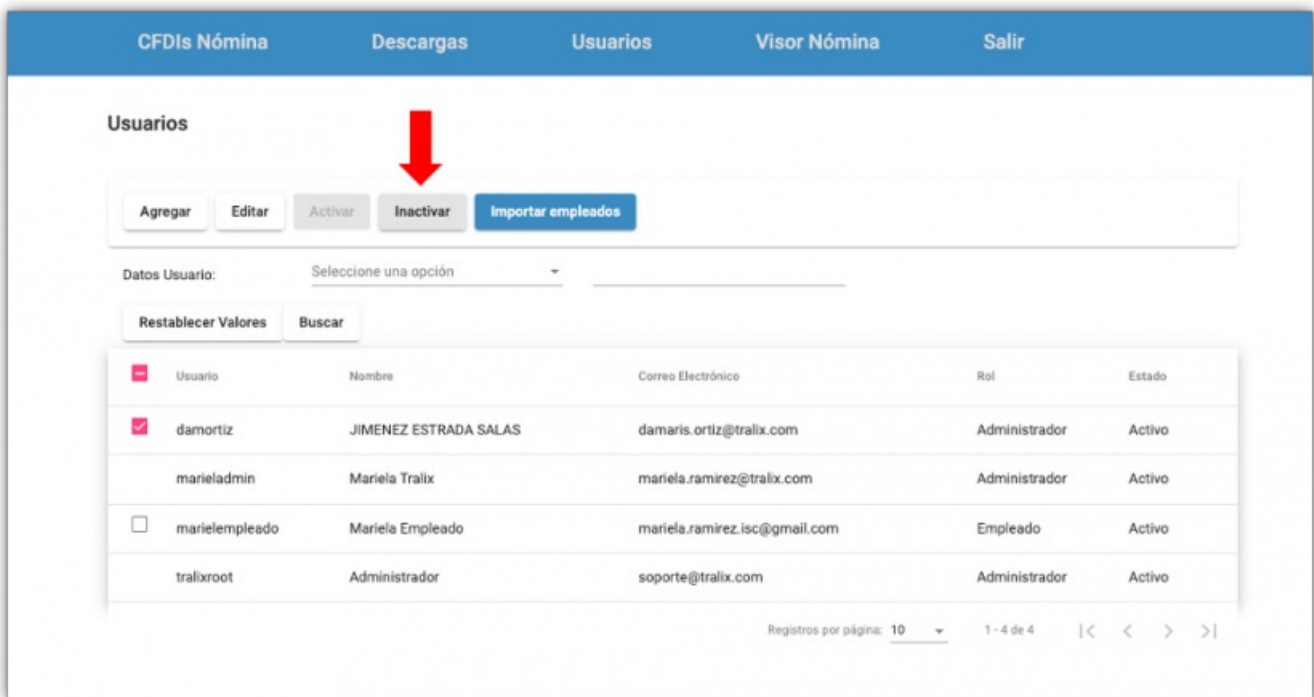 CFDIs Nómina Descargas Usuarios Visor Nómina Salir
Usuarios
Agregar Editar Activar Inactivar Importar empleados
Datos Usuario: Seleccione una opción
Restablecer Valores Buscar
Usuario Nombre Correo Electrónico Rol Estado
damortiz JIMENEZ ESTRADA SALAS damaris.ortiz@tralix.com Administrador Activo
marieladmin Mariela Tralix mariela.ramirez@tralix.com Administrador Activo
marielempleado Mariela Empleado mariela.ramirez.isc@gmail.com Empleado Activo
tralixroot Administrador soporte@tralix.com Administrador Activo
Registros por página: 10 1 - 4 de 4